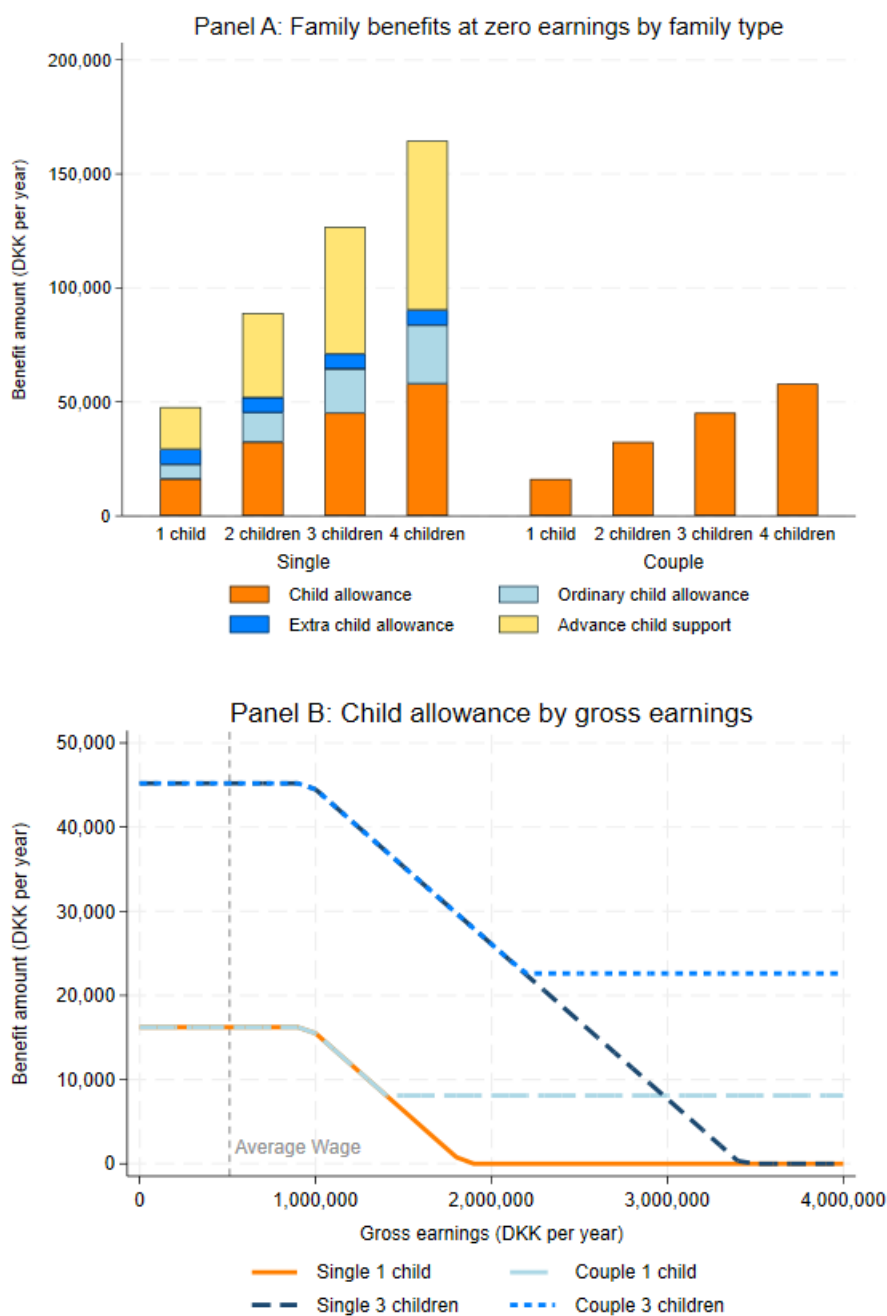 Panel A: Family benefits at zero earnings by family type
Benefit amount (DKK per year)
200,000
150,000
100,000
50,000
0
1 child 2 children 3 children 4 children 1 child 2 children 3 children 4 children
Single Couple
Child allowance Ordinary child allowance
Extra child allowance Advance child support
Panel B: Child allowance by gross earnings
Benefit amount (DKK per year)
50,000
40,000
30,000
20,000
10,000
0
Average Wage
0 1,000,000 2,000,000 3,000,000 4,000,000
Gross earnings (DKK per year)
Single 1 child Couple 1 child
Single 3 children Couple 3 children